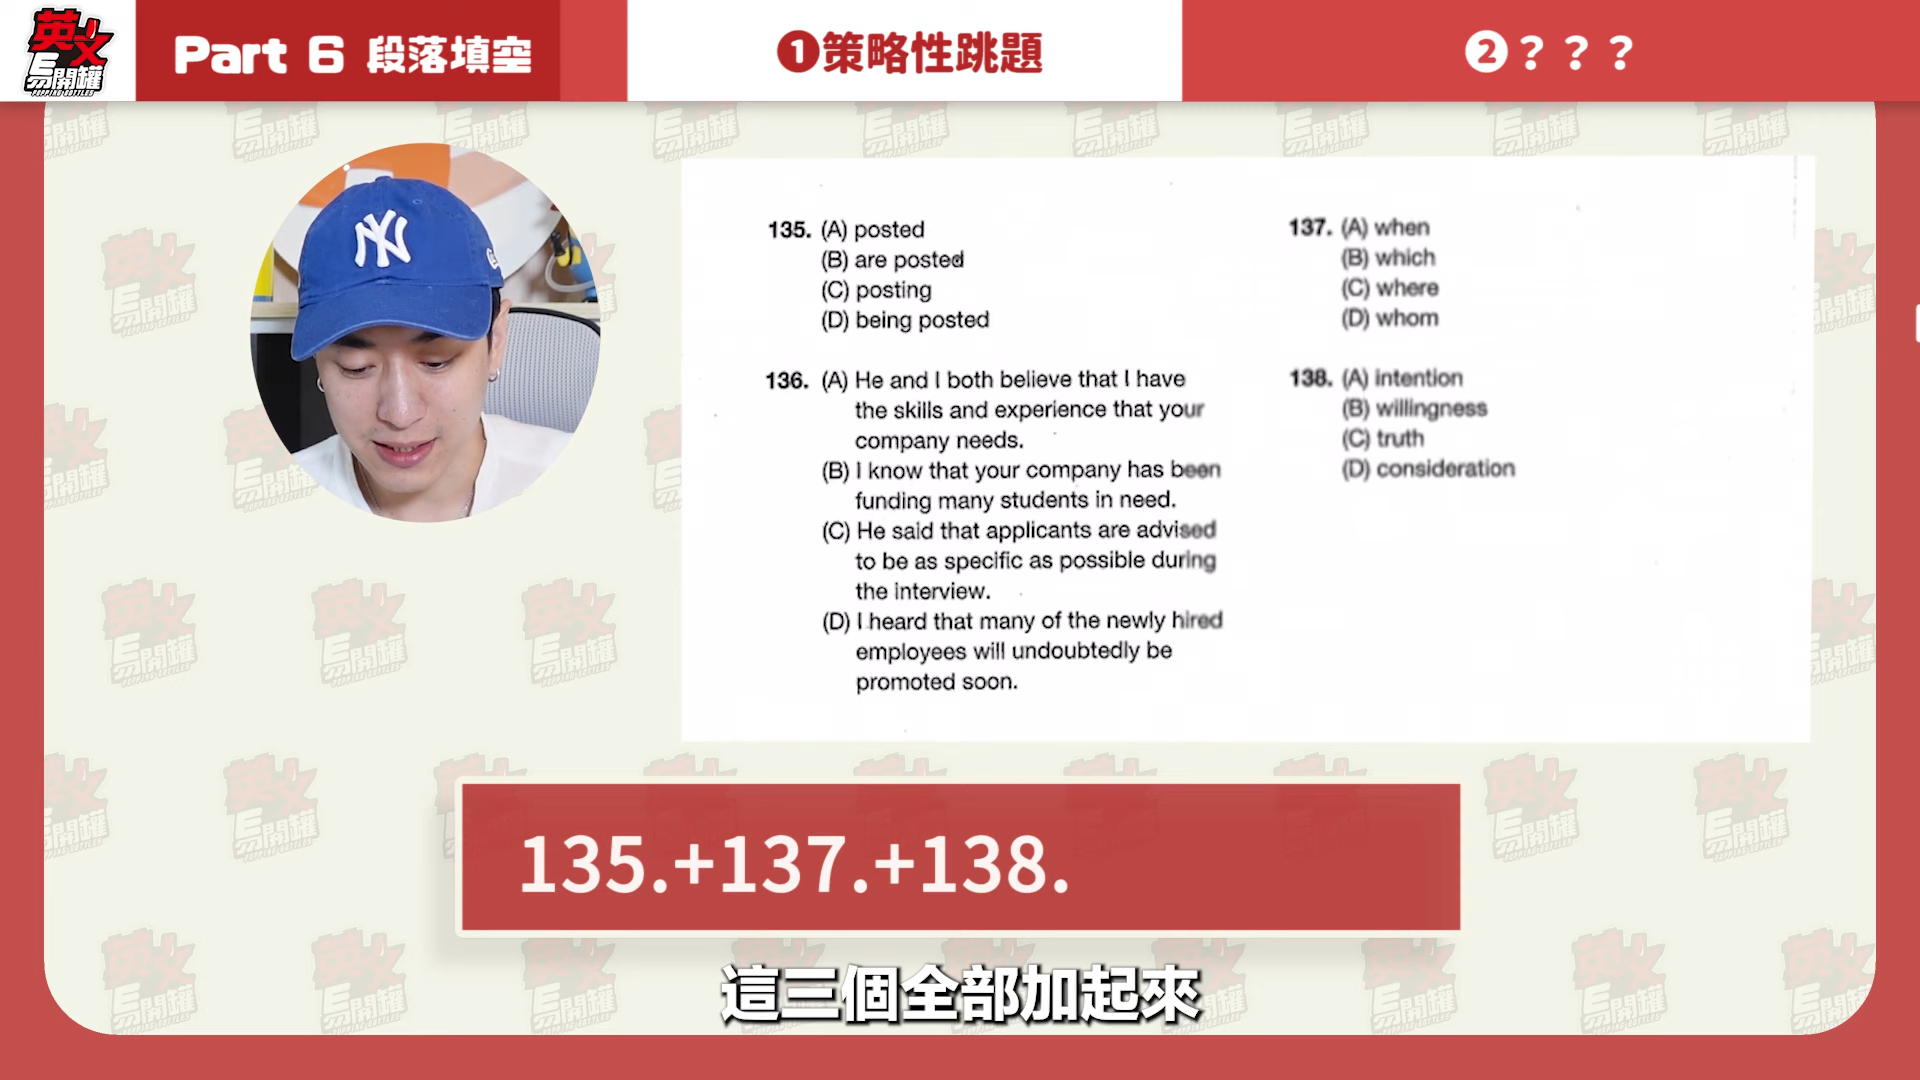 英文
E易開罐
POPPING BOTTLES
Part 6 段落填空
❶策略性跳題
❷？？？
NY
135. (A) posted
(B) are posted
(C) posting
(D) being posted
136. (A) He and I both believe that I have
the skills and experience that your
company needs.
(B) I know that your company has been
funding many students in need.
(C) He said that applicants are advised
to be as specific as possible during
the interview.
(D) I heard that many of the newly hired
employees will undoubtedly be
promoted soon.
137. (A) when
(B) which
(C) where
(D) whom
138. (A) intention
(B) willingness
(C) truth
(D) consideration
135.+137.+138.
這三個全部加起來